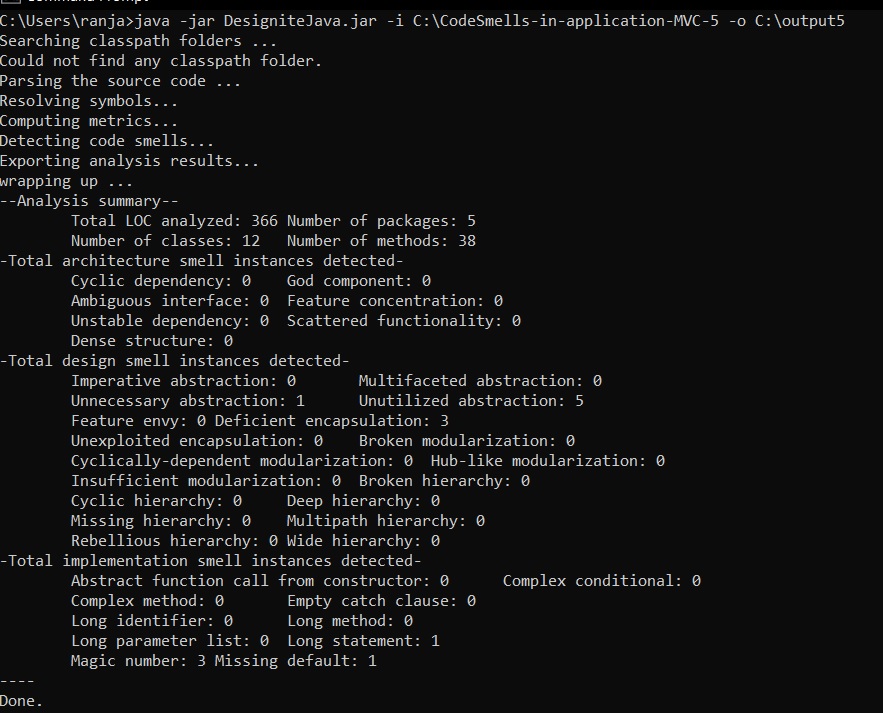 C:\Users\ranja>java -jar DesigniteJava.jar -i C:\CodeSmells-in-application-MVC-5 -o C:\output5
Searching classpath folders ...
Could not find any classpath folder.
Parsing the source code ...
Resolving symbols...
Computing metrics...
Detecting code smells...
Exporting analysis results...
wrapping up ...
--Analysis summary--
Total LOC analyzed: 366 Number of packages: 5
Number of classes: 12 Number of methods: 38
-Total architecture smell instances detected-
Cyclic dependency: 0 God component: 0
Ambiguous interface: 0 Feature concentration: 0
Unstable dependency: 0 Scattered functionality: 0
Dense structure: 0
-Total design smell instances detected-
Imperative abstraction: 0 Multifaceted abstraction: 0
Unnecessary abstraction: 1 Unutilized abstraction: 5
Feature envy: 0 Deficient encapsulation: 3
Unexploited encapsulation: 0 Broken modularization: 0
Cyclically-dependent modularization: 0 Hub-like modularization: 0
Insufficient modularization: 0 Broken hierarchy: 0
Cyclic hierarchy: 0 Deep hierarchy: 0
Missing hierarchy: 0 Multipath hierarchy: 0
Rebellious hierarchy: 0 Wide hierarchy: 0
-Total implementation smell instances detected-
Abstract function call from constructor: 0 Complex conditional: 0
Complex method: 0 Empty catch clause: 0
Long identifier: 0 Long method: 0
Long parameter list: 0 Long statement: 1
Magic number: 3 Missing default: 1
----
Done.